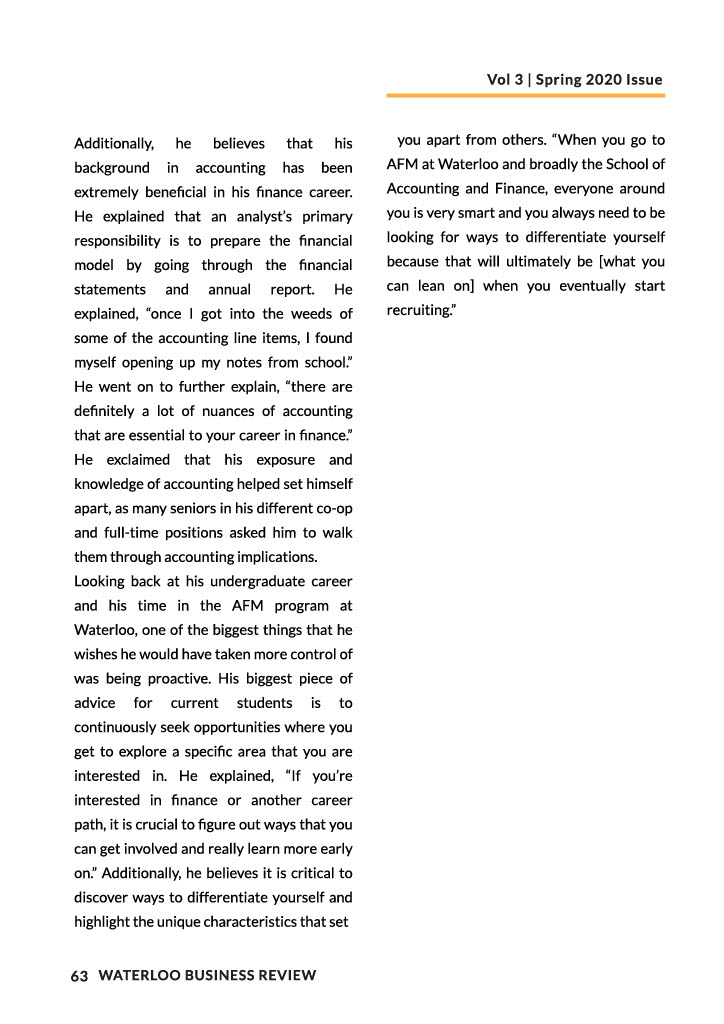 Vol 3 | Spring 2020 Issue
Additionally, he believes that his
background in accounting has been
extremely beneficial in his finance career.
He explained that an analyst’s primary
responsibility is to prepare the financial
model by going through the financial
statements and annual report. He
explained, “once I got into the weeds of
some of the accounting line items, I found
myself opening up my notes from school.”
He went on to further explain, “there are
definitely a lot of nuances of accounting
that are essential to your career in finance.”
He exclaimed that his exposure and
knowledge of accounting helped set himself
apart, as many seniors in his different co-op
and full-time positions asked him to walk
them through accounting implications.
Looking back at his undergraduate career
and his time in the AFM program at
Waterloo, one of the biggest things that he
wishes he would have taken more control of
was being proactive. His biggest piece of
advice for current students is to
continuously seek opportunities where you
get to explore a specific area that you are
interested in. He explained, “If you’re
interested in finance or another career
path, it is crucial to figure out ways that you
can get involved and really learn more early
on.” Additionally, he believes it is critical to
discover ways to differentiate yourself and
highlight the unique characteristics that set
you apart from others. “When you go to
AFM at Waterloo and broadly the School of
Accounting and Finance, everyone around
you is very smart and you always need to be
looking for ways to differentiate yourself
because that will ultimately be [what you
can lean on] when you eventually start
recruiting.”
63 WATERLOO BUSINESS REVIEW